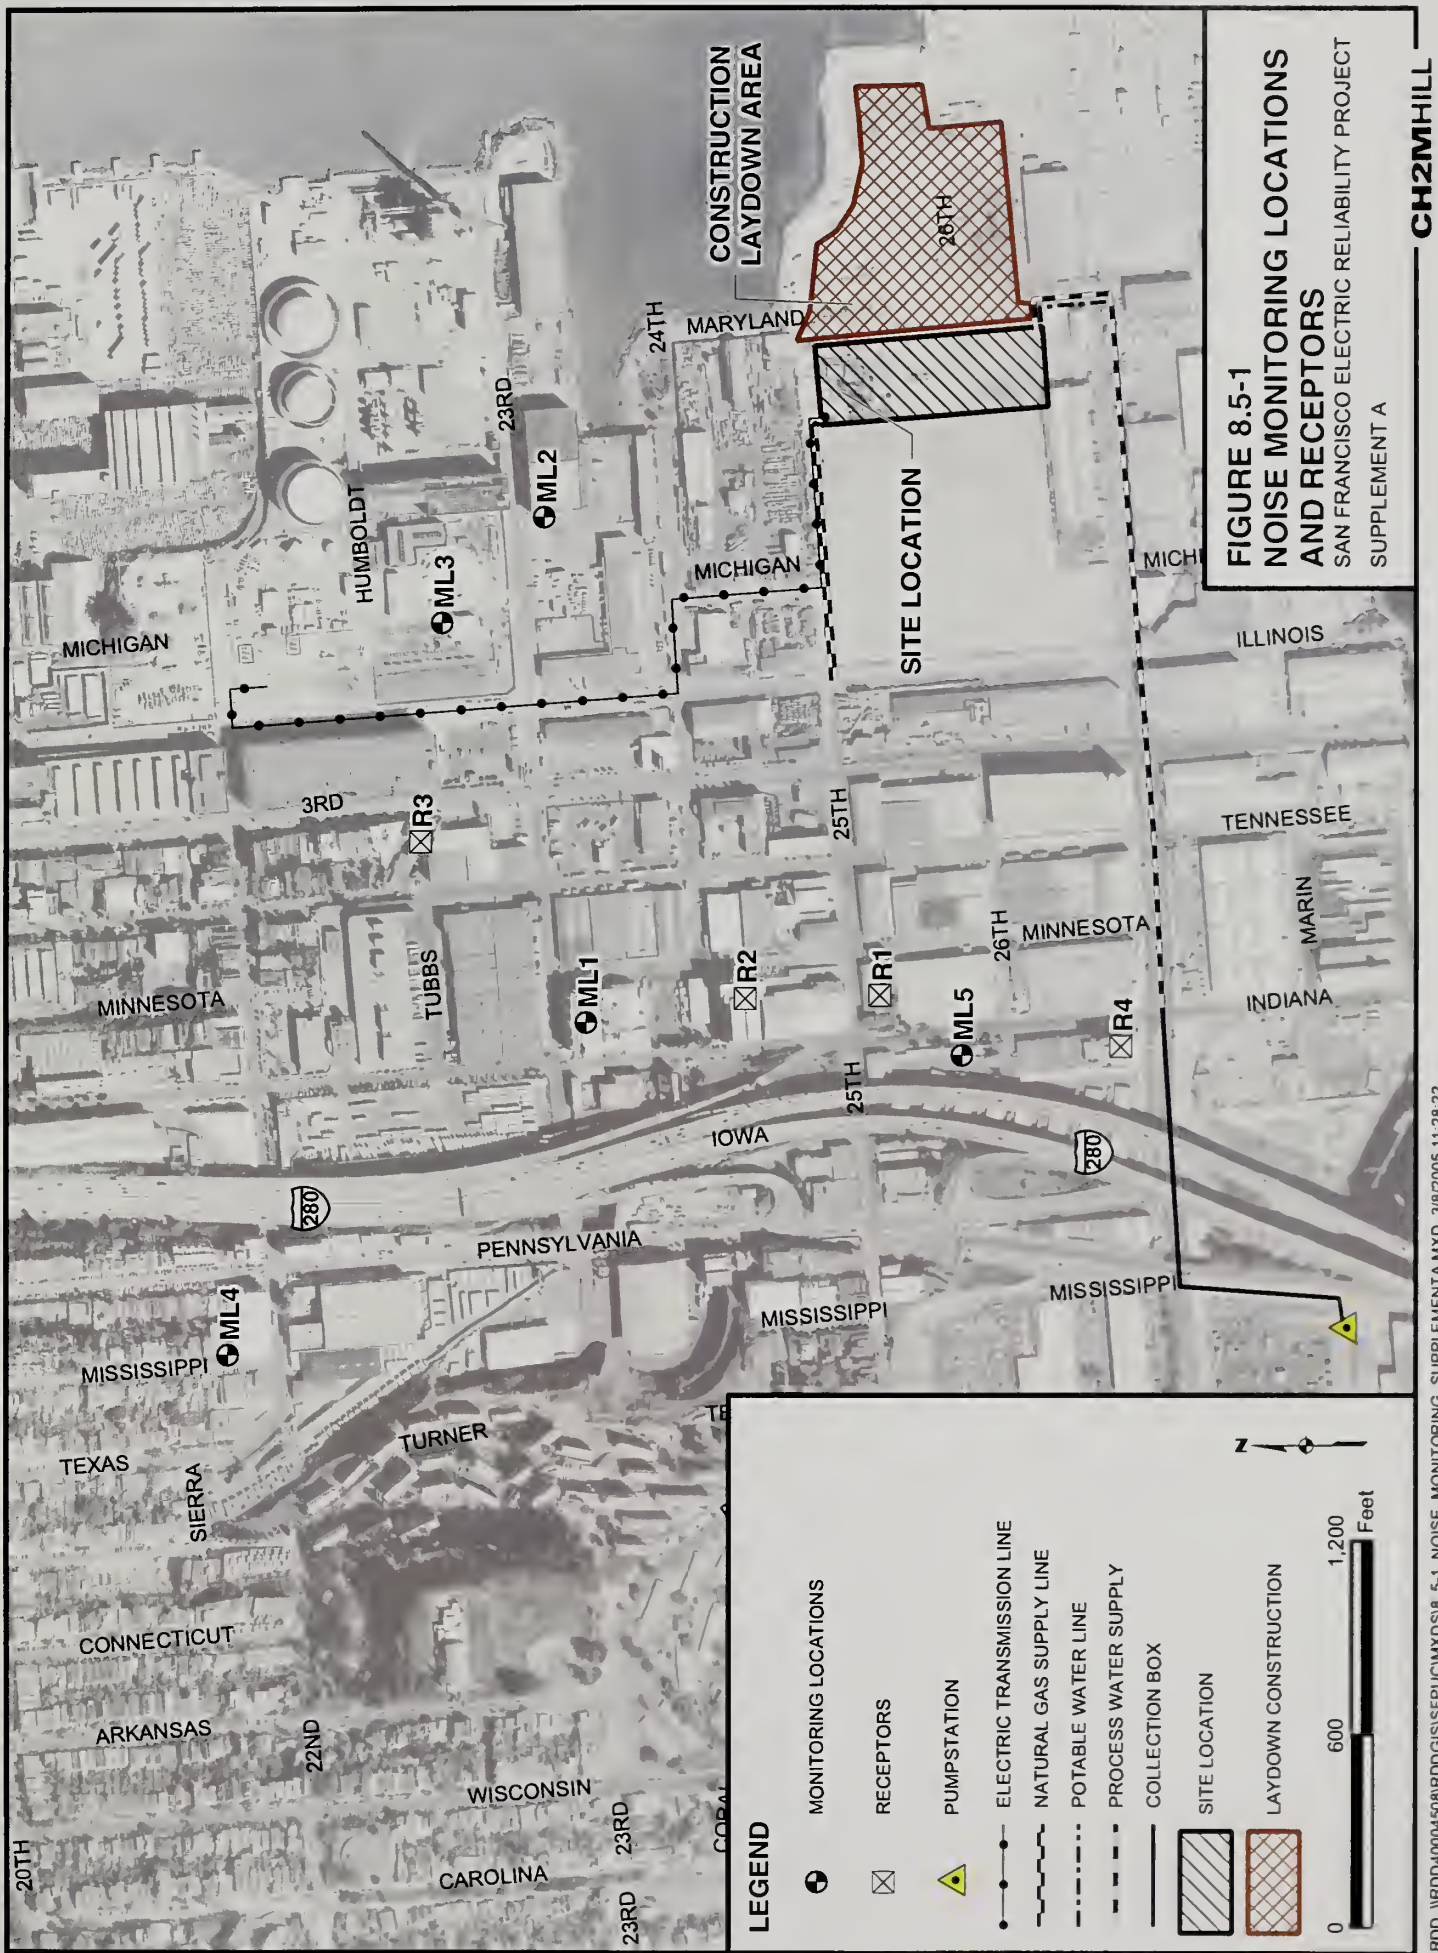 20TH
CAROLINA
WISCONSIN
ARKANSAS
CONNECTICUT
22ND
23RD
23RD
SIERRA
TEXAS
TURNER
MISSISSIPPI
ML4
280
PENNSYLVANIA
MISSISSIPPI
IOWA
MINNESOTA
TUBBS
ML1
R2
R1
25TH
ML5
26TH
MINNESOTA
R4
280
MISSISSIPPI
INDIANA
MARIN
TENNESSEE
ILLINOIS
3RD
R3
25TH
MICHIGAN
HUMBOLDT
ML3
ML2
23RD
24TH
MICHIGAN
MARYLAND
SITE LOCATION
CONSTRUCTION
LAYDOWN AREA
26TH
MICHI
LEGEND
MONITORING LOCATIONS
RECEPTORS
PUMPSTATION
ELECTRIC TRANSMISSION LINE
NATURAL GAS SUPPLY LINE
POTABLE WATER LINE
PROCESS WATER SUPPLY
COLLECTION BOX
SITE LOCATION
LAYDOWN CONSTRUCTION
N
0 600 1,200
Feet
FIGURE 8.5-1
NOISE MONITORING LOCATIONS
AND RECEPTORS
SAN FRANCISCO ELECTRIC RELIABILITY PROJECT
SUPPLEMENT A
CH2MHILL